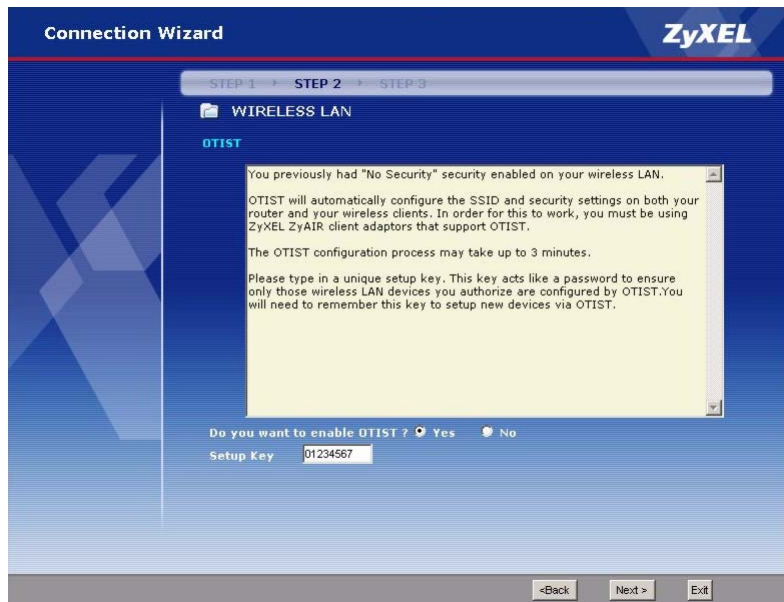 Connection Wizard
ZyXEL
STEP 1 STEP 2 STEP 3
WIRELESS LAN
OTIST
You previously had "No Security" security enabled on your wireless LAN.
OTIST will automatically configure the SSID and security settings on both your
router and your wireless clients. In order for this to work, you must be using
ZyXEL ZyAIR client adaptors that support OTIST.
The OTIST configuration process may take up to 3 minutes.
Please type in a unique setup key. This key acts like a password to ensure
only those wireless LAN devices you authorize are configured by OTIST.You
will need to remember this key to setup new devices via OTIST.
Do you want to enable OTIST ? Yes No
Setup Key 01234567
<Back Next > Exit